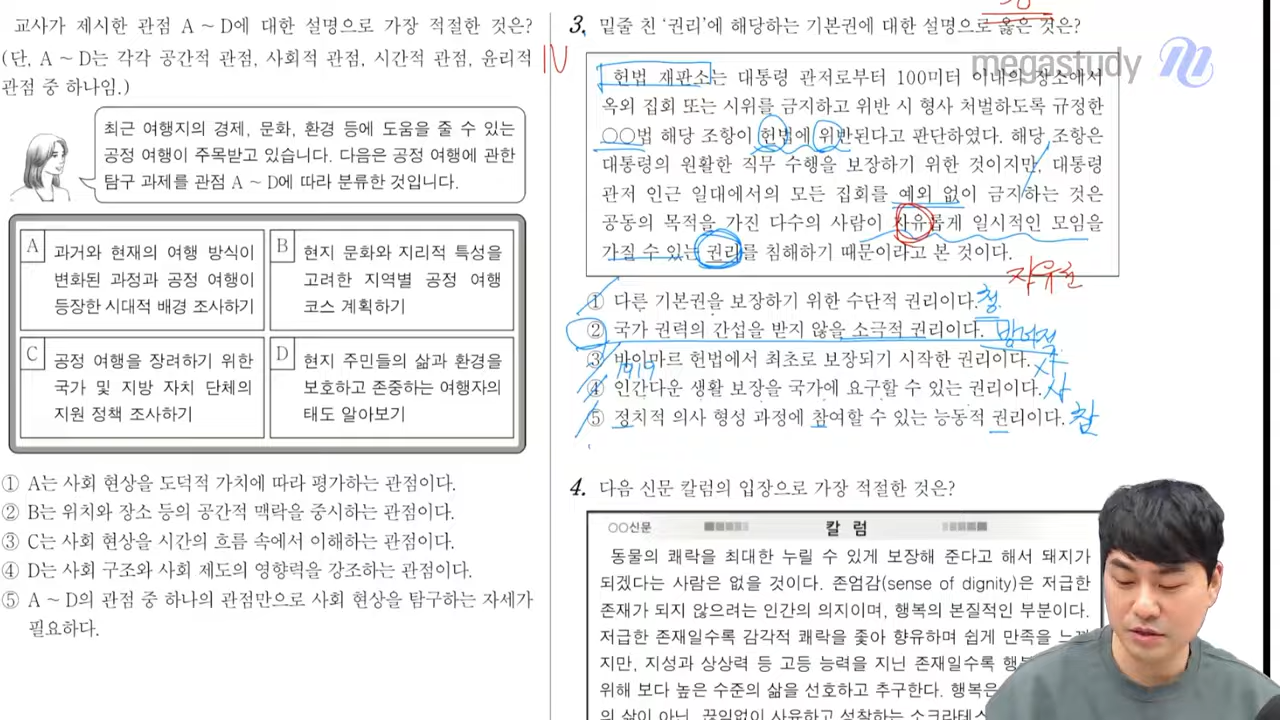 교사가 제시한 관점 A ~ D에 대한 설명으로 가장 적절한 것은?
(단, A ~ D는 각각 공간적 관점, 사회적 관점, 시간적 관점, 윤리적
관점 중 하나임.)
최근 여행지의 경제, 문화, 환경 등에 도움을 줄 수 있는
공정 여행이 주목받고 있습니다. 다음은 공정 여행에 관한
탐구 과제를 관점 A ~ D에 따라 분류한 것입니다.
A
과거와 현재의 여행 방식이
변화된 과정과 공정 여행이
등장한 시대적 배경 조사하기
B
현지 문화와 지리적 특성을
고려한 지역별 공정 여행
코스 계획하기
C
공정 여행을 장려하기 위한
국가 및 지방 자치 단체의
지원 정책 조사하기
D
현지 주민들의 삶과 환경을
보호하고 존중하는 여행자의
태도 알아보기
① A는 사회 현상을 도덕적 가치에 따라 평가하는 관점이다.
② B는 위치와 장소 등의 공간적 맥락을 중시하는 관점이다.
③ C는 사회 현상을 시간의 흐름 속에서 이해하는 관점이다.
④ D는 사회 구조와 사회 제도의 영향력을 강조하는 관점이다.
⑤ A ~ D의 관점 중 하나의 관점만으로 사회 현상을 탐구하는 자세가
필요하다.
Ⅳ
3. 밑줄 친 ‘권리’에 해당하는 기본권에 대한 설명으로 옳은 것은?
megastudy
헌법 재판소는 대통령 관저로부터 100미터 이내의 장소에서
옥외 집회 또는 시위를 금지하고 위반 시 형사 처벌하도록 규정한
○○법 해당 조항이 헌법에 위반된다고 판단하였다. 해당 조항은
대통령의 원활한 직무 수행을 보장하기 위한 것이지만, 대통령
관저 인근 일대에서의 모든 집회를 예외 없이 금지하는 것은
공동의 목적을 가진 다수의 사람이 자유롭게 일시적인 모임을
가질 수 있는 권리를 침해하기 때문이라고 본 것이다.
자유권
① 다른 기본권을 보장하기 위한 수단적 권리이다. 청
② 국가 권력의 간섭을 받지 않을 소극적 권리이다. 방어적
③ 바이마르 헌법에서 최초로 보장되기 시작한 권리이다. 사
1919
④ 인간다운 생활 보장을 국가에 요구할 수 있는 권리이다. 사
⑤ 정치적 의사 형성 과정에 참여할 수 있는 능동적 권리이다. 참
4. 다음 신문 칼럼의 입장으로 가장 적절한 것은?
○○신문
칼 럼
동물의 쾌락을 최대한 누릴 수 있게 보장해 준다고 해서 돼지가
되겠다는 사람은 없을 것이다. 존엄감(sense of dignity)은 저급한
존재가 되지 않으려는 인간의 의지이며, 행복의 본질적인 부분이다.
저급한 존재일수록 감각적 쾌락을 좇아 향유하며 쉽게 만족을
지만, 지성과 상상력 등 고등 능력을 지닌 존재일수록
위해 보다 높은 수준의 삶을 선호하고 추구한다. 행복은
의 삶이 아닌, 끊임없이 사유하고 성찰하는